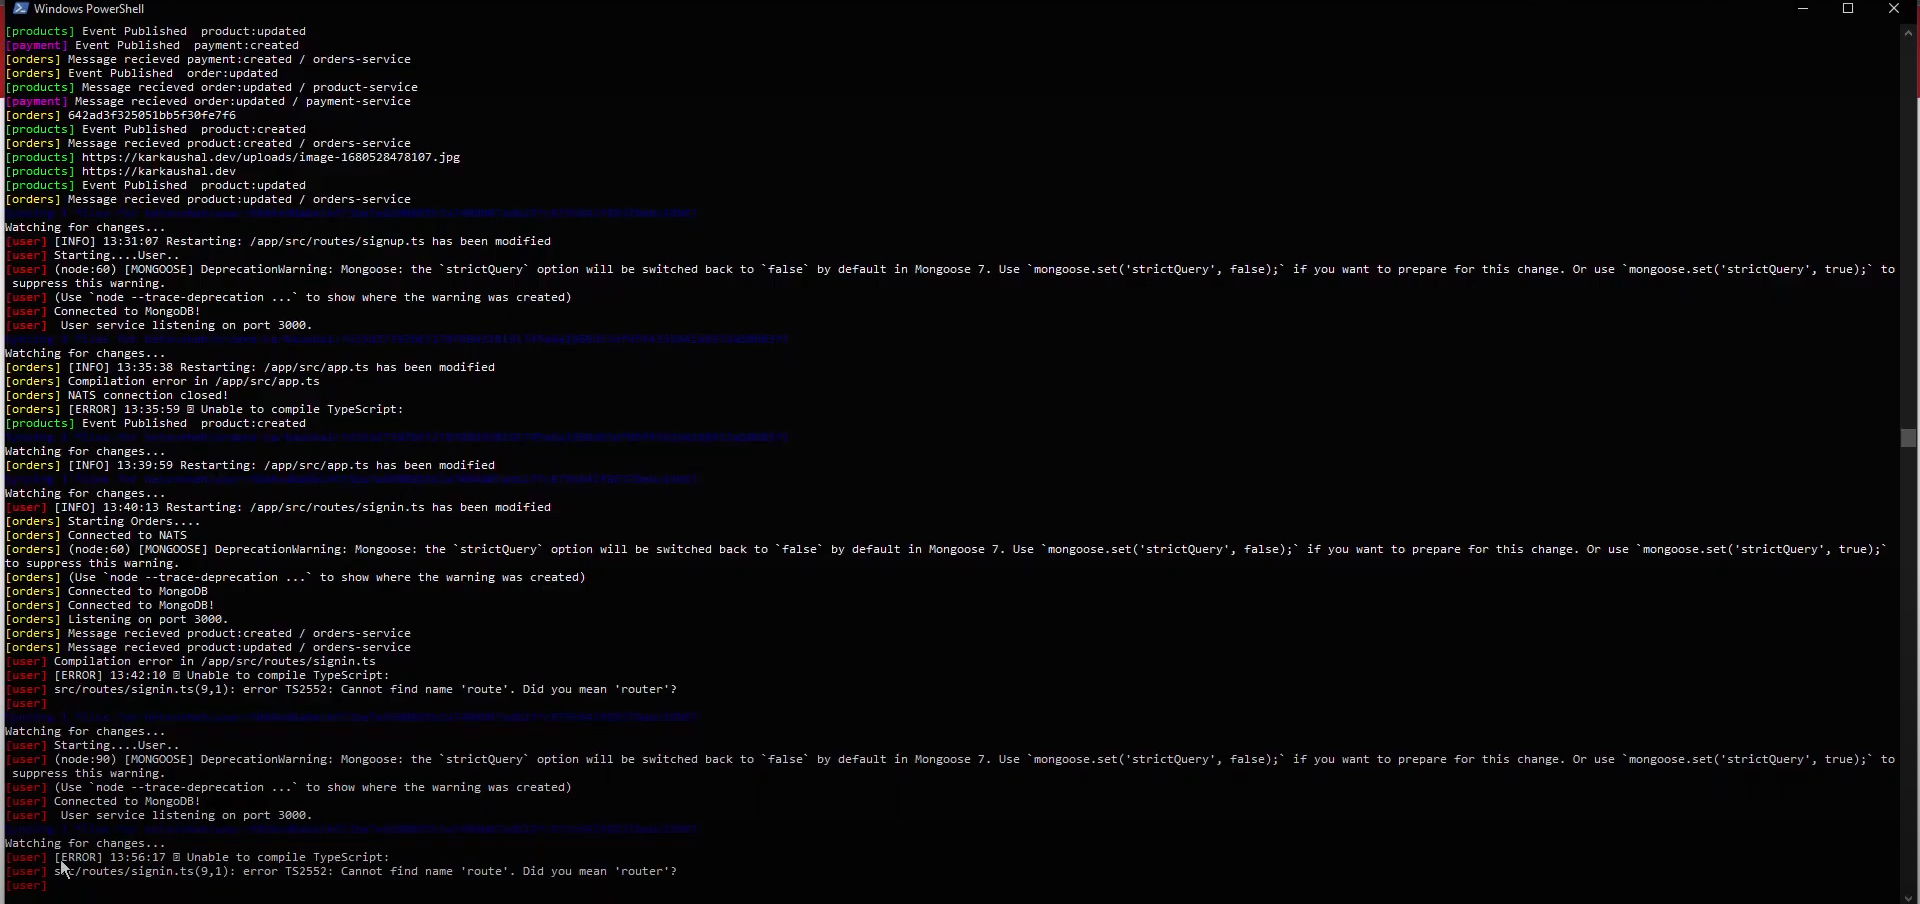 Windows PowerShell
[products] Event Published  product:updated
[payment] Event Published  payment:created
[orders] Message recieved payment:created / orders-service
[orders] Event Published  order:updated
[products] Message recieved order:updated / product-service
[payment] Message recieved order:updated / payment-service
[orders] 642ad3f325051bb5f30fe7f6
[products] Event Published  product:created
[orders] Message recieved product:created / orders-service
[products] https://karkaushal.dev/uploads/image-1680528478107.jpg
[products] https://karkaushal.dev
[products] Event Published  product:updated
[orders] Message recieved product:updated / orders-service
Watching for changes...
[user] [INFO] 13:31:07 Restarting: /app/src/routes/signup.ts has been modified
[user] Starting....User..
[user] (node:60) [MONGOOSE] DeprecationWarning: Mongoose: the `strictQuery` option will be switched back to `false` by default in Mongoose 7. Use `mongoose.set('strictQuery', false);` if you want to prepare for this change. Or use `mongoose.set('strictQuery', true);` to
suppress this warning.
[user] (Use `node --trace-deprecation ...` to show where the warning was created)
[user] Connected to MongoDB!
[user]  User service listening on port 3000.
Watching for changes...
[orders] [INFO] 13:35:38 Restarting: /app/src/app.ts has been modified
[orders] Compilation error in /app/src/app.ts
[orders] NATS connection closed!
[orders] [ERROR] 13:35:59 Unable to compile TypeScript:
[products] Event Published  product:created
Watching for changes...
[orders] [INFO] 13:39:59 Restarting: /app/src/app.ts has been modified
Watching for changes...
[user] [INFO] 13:40:13 Restarting: /app/src/routes/signin.ts has been modified
[orders] Starting Orders....
[orders] Connected to NATS
[orders] (node:60) [MONGOOSE] DeprecationWarning: Mongoose: the `strictQuery` option will be switched back to `false` by default in Mongoose 7. Use `mongoose.set('strictQuery', false);` if you want to prepare for this change. Or use `mongoose.set('strictQuery', true);`
to suppress this warning.
[orders] (Use `node --trace-deprecation ...` to show where the warning was created)
[orders] Connected to MongoDB
[orders] Connected to MongoDB!
[orders] Listening on port 3000.
[orders] Message recieved product:created / orders-service
[orders] Message recieved product:updated / orders-service
[user] Compilation error in /app/src/routes/signin.ts
[user] [ERROR] 13:42:10 Unable to compile TypeScript:
[user] src/routes/signin.ts(9,1): error TS2552: Cannot find name 'route'. Did you mean 'router'?
[user]
Watching for changes...
[user] Starting....User..
[user] (node:90) [MONGOOSE] DeprecationWarning: Mongoose: the `strictQuery` option will be switched back to `false` by default in Mongoose 7. Use `mongoose.set('strictQuery', false);` if you want to prepare for this change. Or use `mongoose.set('strictQuery', true);` to
suppress this warning.
[user] (Use `node --trace-deprecation ...` to show where the warning was created)
[user] Connected to MongoDB!
[user]  User service listening on port 3000.
Watching for changes...
[user] [ERROR] 13:56:17 Unable to compile TypeScript:
[user] src/routes/signin.ts(9,1): error TS2552: Cannot find name 'route'. Did you mean 'router'?
[user]